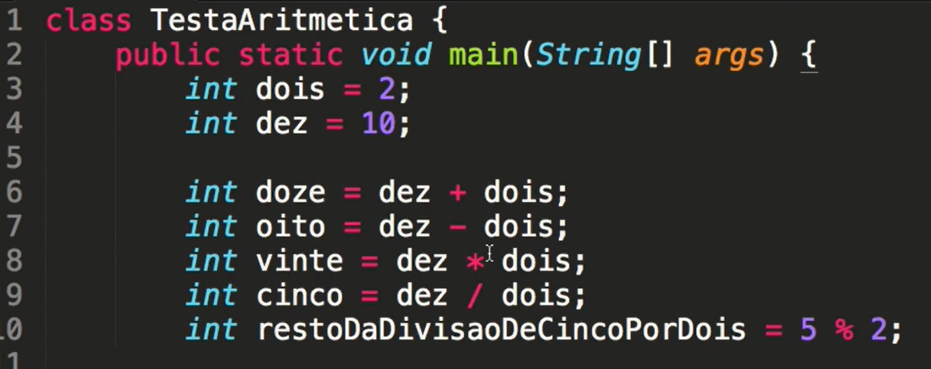 1 class TestaAritmetica {
2 public static void main(String[] args) {
3 int dois = 2;
4 int dez = 10;
5
6 int doze = dez + dois;
7 int oito = dez - dois;
8 int vinte = dez * dois;
9 int cinco = dez / dois;
10 int restoDaDivisaoDeCincoPorDois = 5 % 2;